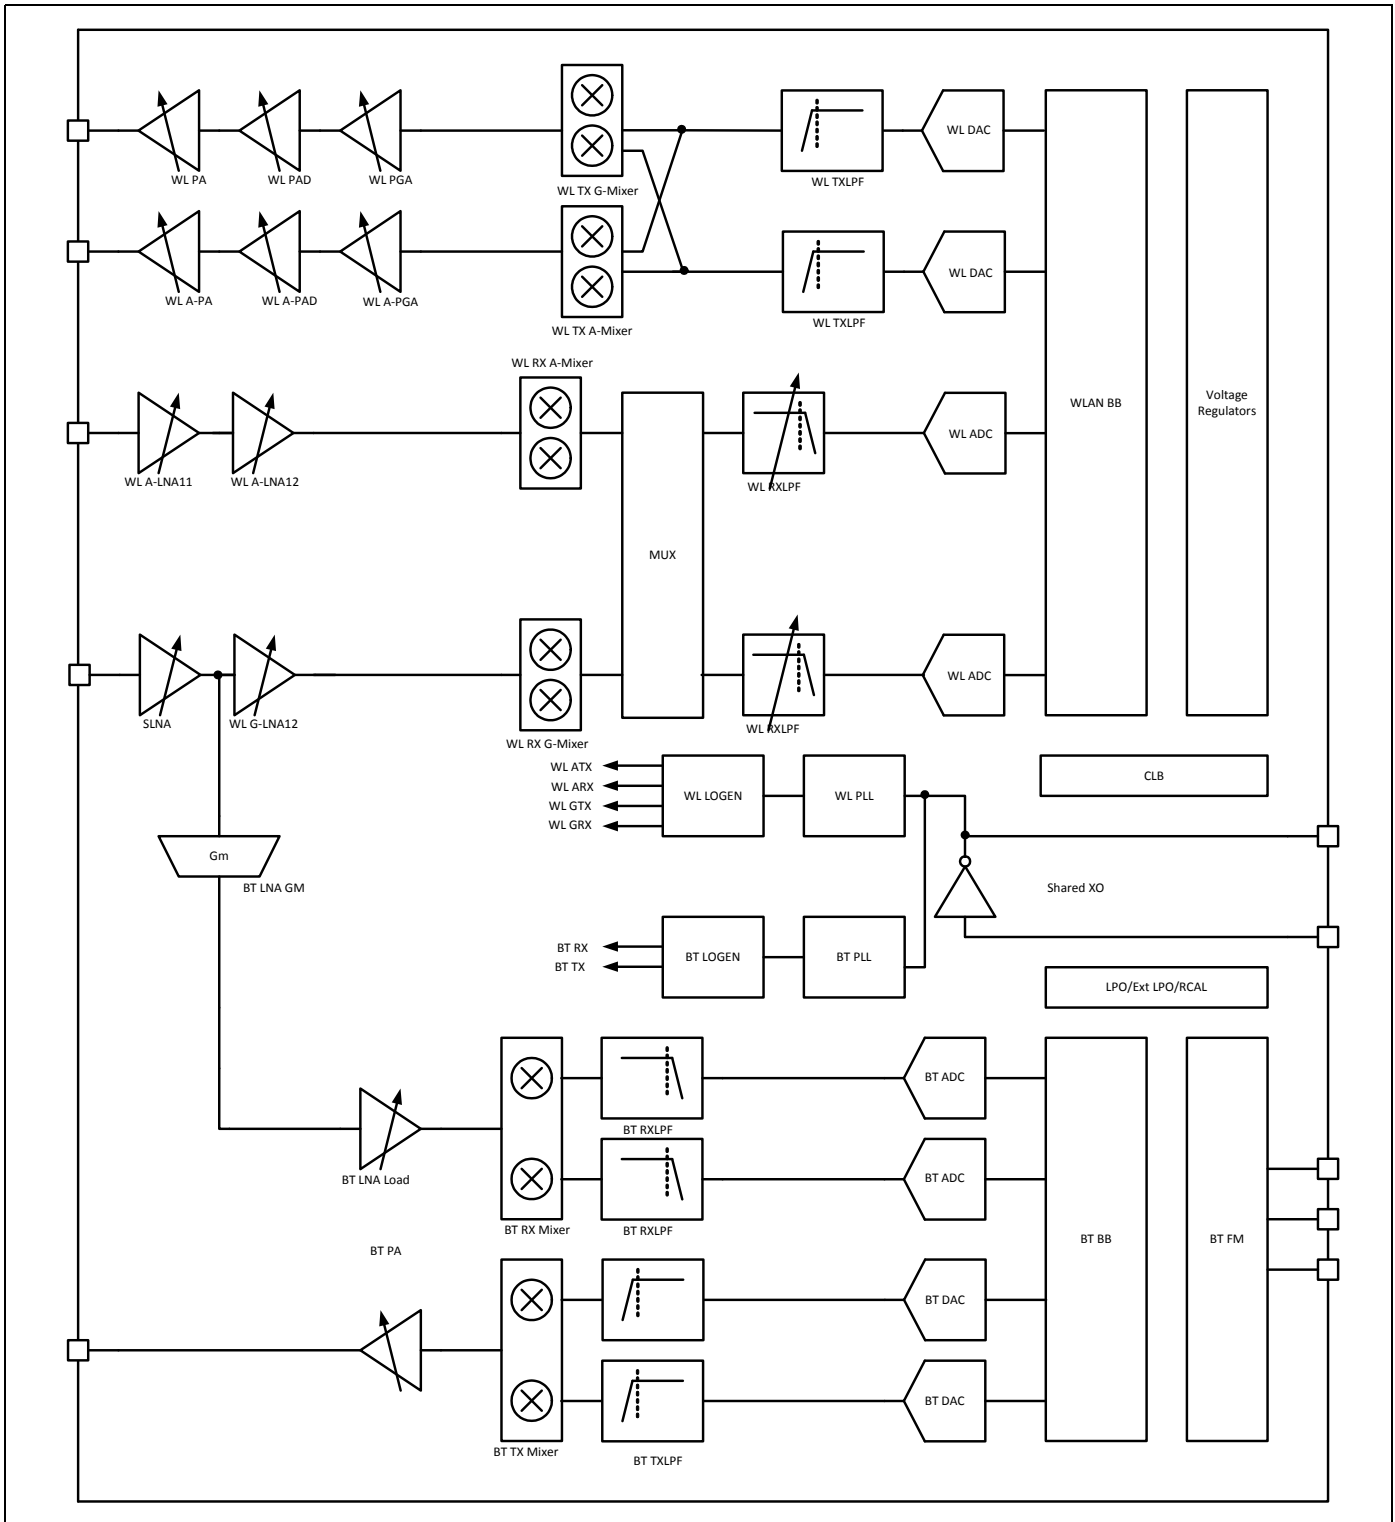 WL PA
WL PAD
WL PGA
WL TX G-Mixer
WL TXLPF
WL DAC
WL A-PA
WL A-PAD
WL A-PGA
WL TX A-Mixer
WL TXLPF
WL DAC
WL RX A-Mixer
WL A-LNA11
WL A-LNA12
MUX
WL RXLPF
WL ADC
WLAN BB
Voltage
Regulators
SLNA
WL G-LNA12
WL RX G-Mixer
WL RXLPF
WL ADC
WL ATX
WL ARX
WL GTX
WL GRX
WL LOGEN
WL PLL
CLB
Gm
BT LNA GM
Shared XO
BT RX
BT TX
BT LOGEN
BT PLL
LPO/Ext LPO/RCAL
BT LNA Load
BT RX Mixer
BT RXLPF
BT ADC
BT RXLPF
BT ADC
BT BB
BT FM
BT PA
BT TX Mixer
BT TXLPF
BT DAC
BT DAC